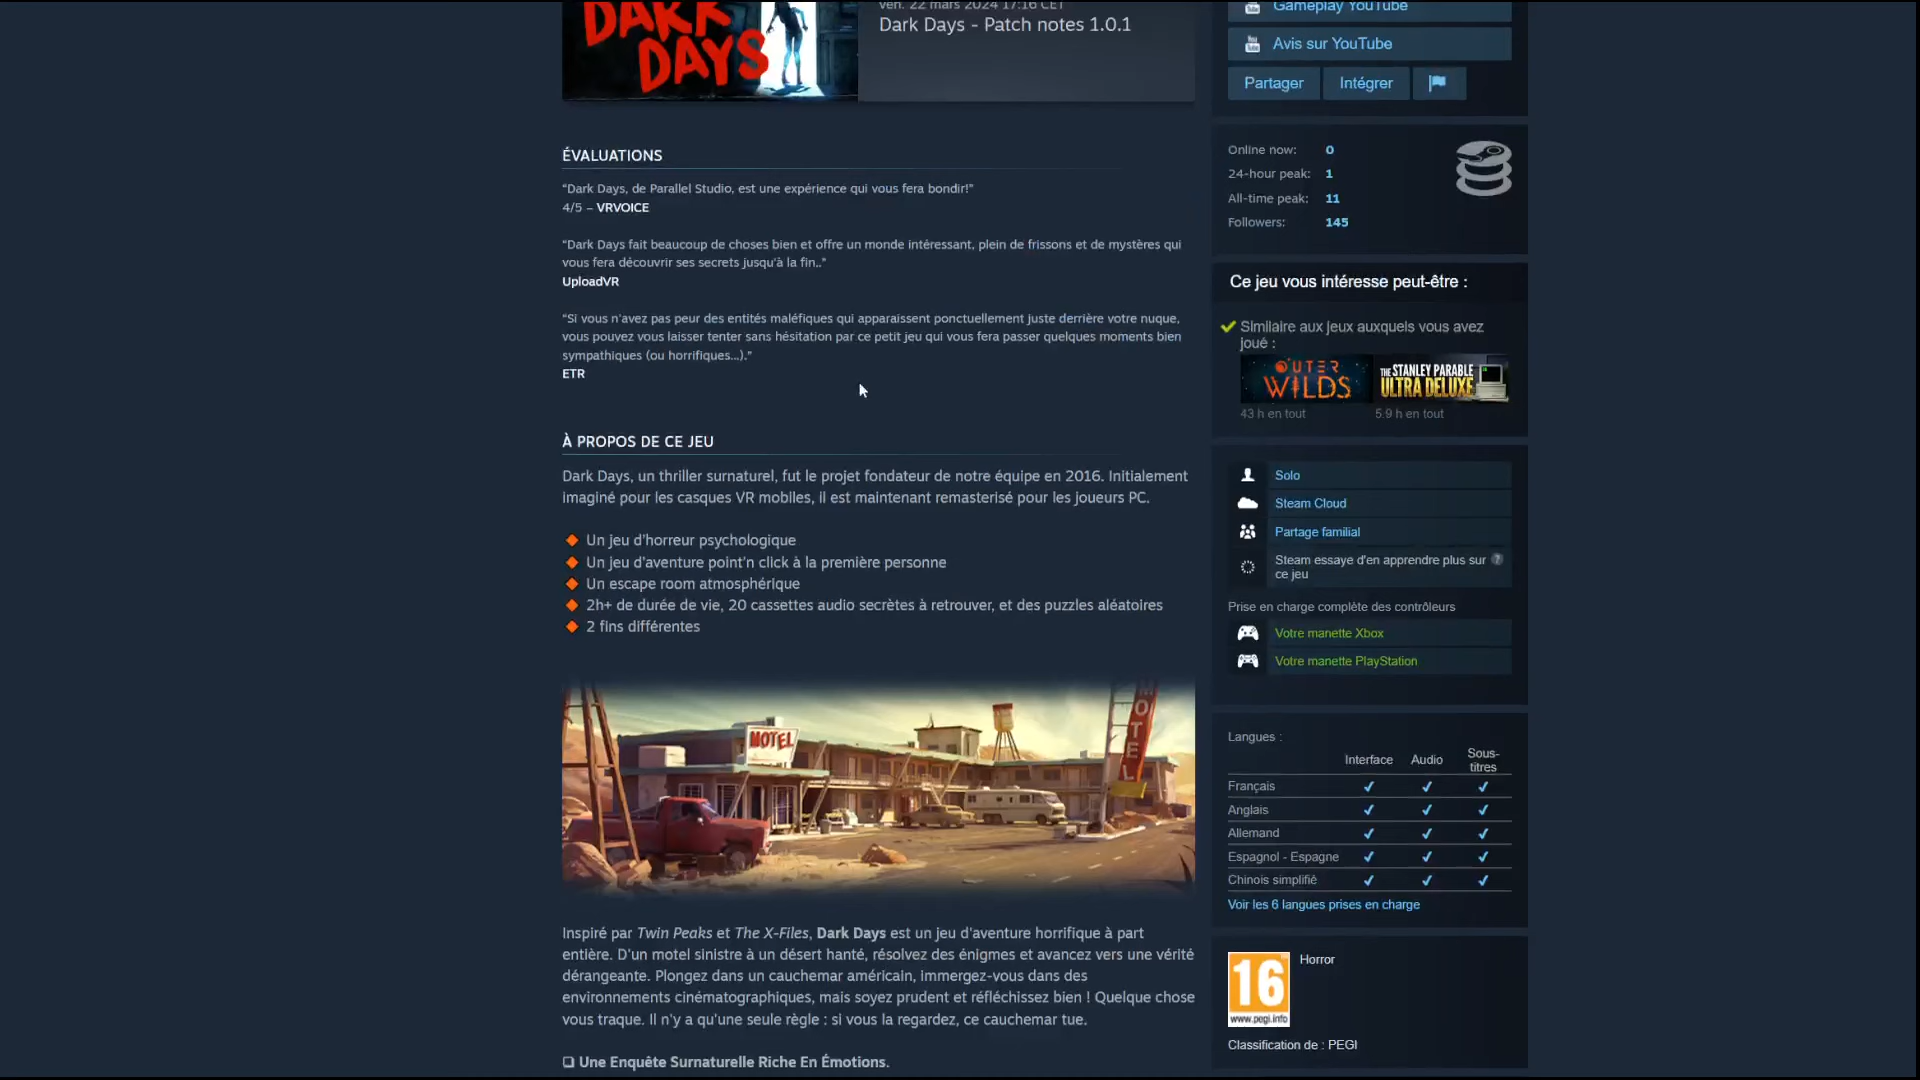 DARK
DAYS
ven. 22 mars 2024 17:16 CET
Dark Days - Patch notes 1.0.1
ÉVALUATIONS
“Dark Days, de Parallel Studio, est une expérience qui vous fera bondir!”
4/5 – VRVOICE
“Dark Days fait beaucoup de choses bien et offre un monde intéressant, plein de frissons et de mystères qui
vous fera découvrir ses secrets jusqu'à la fin..”
UploadVR
“Si vous n'avez pas peur des entités maléfiques qui apparaissent ponctuellement juste derrière votre nuque,
vous pouvez vous laisser tenter sans hésitation par ce petit jeu qui vous fera passer quelques moments bien
sympathiques (ou horrifiques...).”
ETR
À PROPOS DE CE JEU
Dark Days, un thriller surnaturel, fut le projet fondateur de notre équipe en 2016. Initialement
imaginé pour les casques VR mobiles, il est maintenant remasterisé pour les joueurs PC.
Un jeu d'horreur psychologique
Un jeu d'aventure point'n click à la première personne
Un escape room atmosphérique
2h+ de durée de vie, 20 cassettes audio secrètes à retrouver, et des puzzles aléatoires
2 fins différentes
MOTEL
MOTEL
Inspiré par Twin Peaks et The X-Files, Dark Days est un jeu d'aventure horrifique à part
entière. D'un motel sinistre à un désert hanté, résolvez des énigmes et avancez vers une vérité
dérangeante. Plongez dans un cauchemar américain, immergez-vous dans des
environnements cinématographiques, mais soyez prudent et réfléchissez bien ! Quelque chose
vous traque. Il n'y a qu'une seule règle : si vous la regardez, ce cauchemar tue.
❏ Une Enquête Surnaturelle Riche En Émotions.
Gameplay YouTube
Avis sur YouTube
Partager Intégrer
Online now: 0
24-hour peak: 1
All-time peak: 11
Followers: 145
Ce jeu vous intéresse peut-être :
Similaire aux jeux auxquels vous avez
joué :
OUTER
WILDS
THE STANLEY PARABLE
ULTRA DELUXE
43 h en tout 5.9 h en tout
Solo
Steam Cloud
Partage familial
Steam essaye d'en apprendre plus sur ?
ce jeu
Prise en charge complète des contrôleurs
Votre manette Xbox
Votre manette PlayStation
Langues :
Interface Audio Sous-
titres
Français ✔ ✔ ✔
Anglais ✔ ✔ ✔
Allemand ✔ ✔ ✔
Espagnol - Espagne ✔ ✔ ✔
Chinois simplifié ✔ ✔ ✔
Voir les 6 langues prises en charge
16
www.pegi.info
Horror
Classification de : PEGI